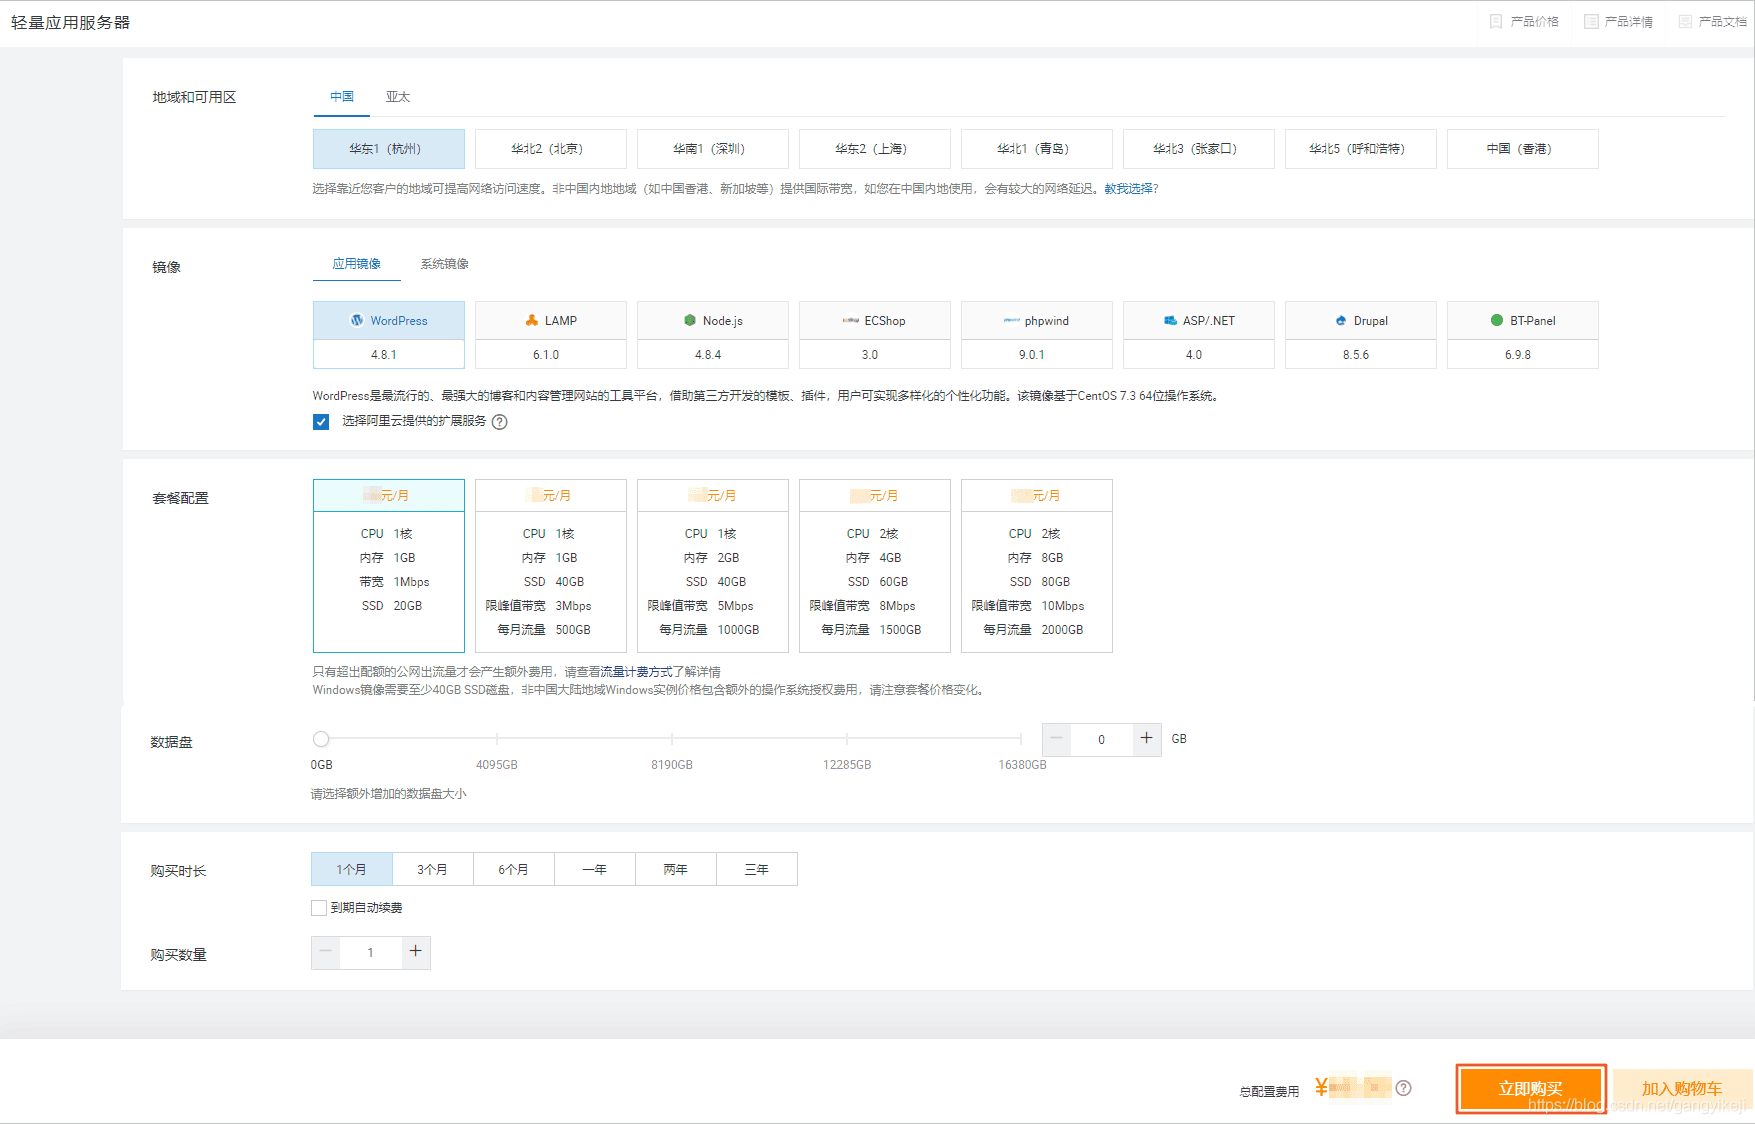 轻量应用服务器
产品价格 产品详情 产品文档
地域和可用区 中国 亚太
华东1（杭州） 华北2（北京） 华南1（深圳） 华东2（上海） 华北1（青岛） 华北3（张家口） 华北5（呼和浩特） 中国（香港）
选择靠近您客户的地域可提高网络访问速度。非中国内地地域（如中国香港、新加坡等）提供国际带宽，如您在中国内地使用，会有较大的网络延迟。教我选择?
镜像 应用镜像 系统镜像
WordPress LAMP Node.js ECShop phpwind ASP/.NET Drupal BT-Panel
4.8.1 6.1.0 4.8.4 3.0 9.0.1 4.0 8.5.6 6.9.8
WordPress是最流行的、最强大的博客和内容管理网站的工具平台，借助第三方开发的模板、插件，用户可实现多样化的个性化功能。该镜像基于CentOS 7.3 64位操作系统。
选择阿里云提供的扩展服务 ?
套餐配置 元/月 元/月 元/月 元/月 元/月
CPU 1核 CPU 1核 CPU 1核 CPU 2核 CPU 2核
内存 1GB 内存 1GB 内存 2GB 内存 4GB 内存 8GB
带宽 1Mbps SSD 40GB SSD 40GB SSD 60GB SSD 80GB
SSD 20GB 限峰值带宽 3Mbps 限峰值带宽 5Mbps 限峰值带宽 8Mbps 限峰值带宽 10Mbps
每月流量 500GB 每月流量 1000GB 每月流量 1500GB 每月流量 2000GB
只有超出配额的公网出流量才会产生额外费用，请查看流量计费方式了解详情
Windows镜像需要至少40GB SSD磁盘，非中国大陆地域Windows实例价格包含额外的操作系统授权费用，请注意套餐价格变化。
数据盘 − 0 + GB
0GB 4095GB 8190GB 12285GB 16380GB
请选择额外增加的数据盘大小
购买时长 1个月 3个月 6个月 一年 两年 三年
到期自动续费
购买数量 − 1 +
总配置费用 ¥ ? 立即购买 加入购物车
https://blog.csdn.net/gangyikeji